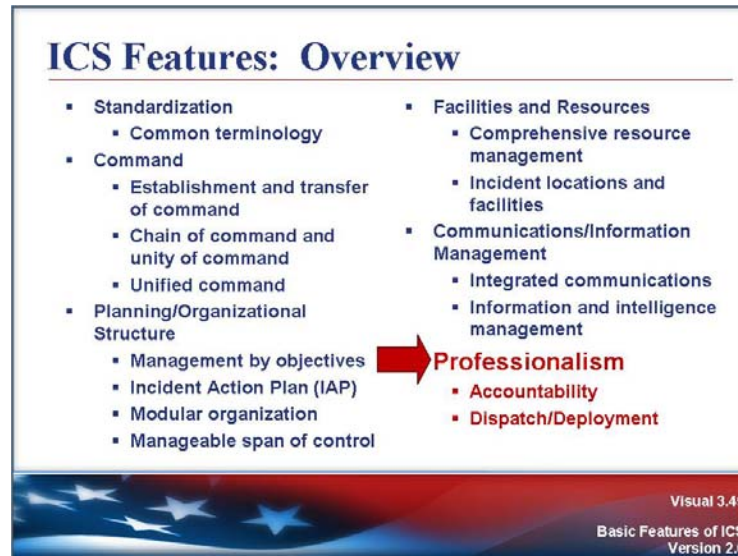 ICS Features: Overview
▪ Standardization
▪ Common terminology
▪ Command
▪ Establishment and transfer
of command
▪ Chain of command and
unity of command
▪ Unified command
▪ Planning/Organizational
Structure
▪ Management by objectives
▪ Incident Action Plan (IAP)
▪ Modular organization
▪ Manageable span of control
▪ Facilities and Resources
▪ Comprehensive resource
management
▪ Incident locations and
facilities
▪ Communications/Information
Management
▪ Integrated communications
▪ Information and intelligence
management
Professionalism
▪ Accountability
▪ Dispatch/Deployment
Visual 3.4
Basic Features of ICS
Version 2.